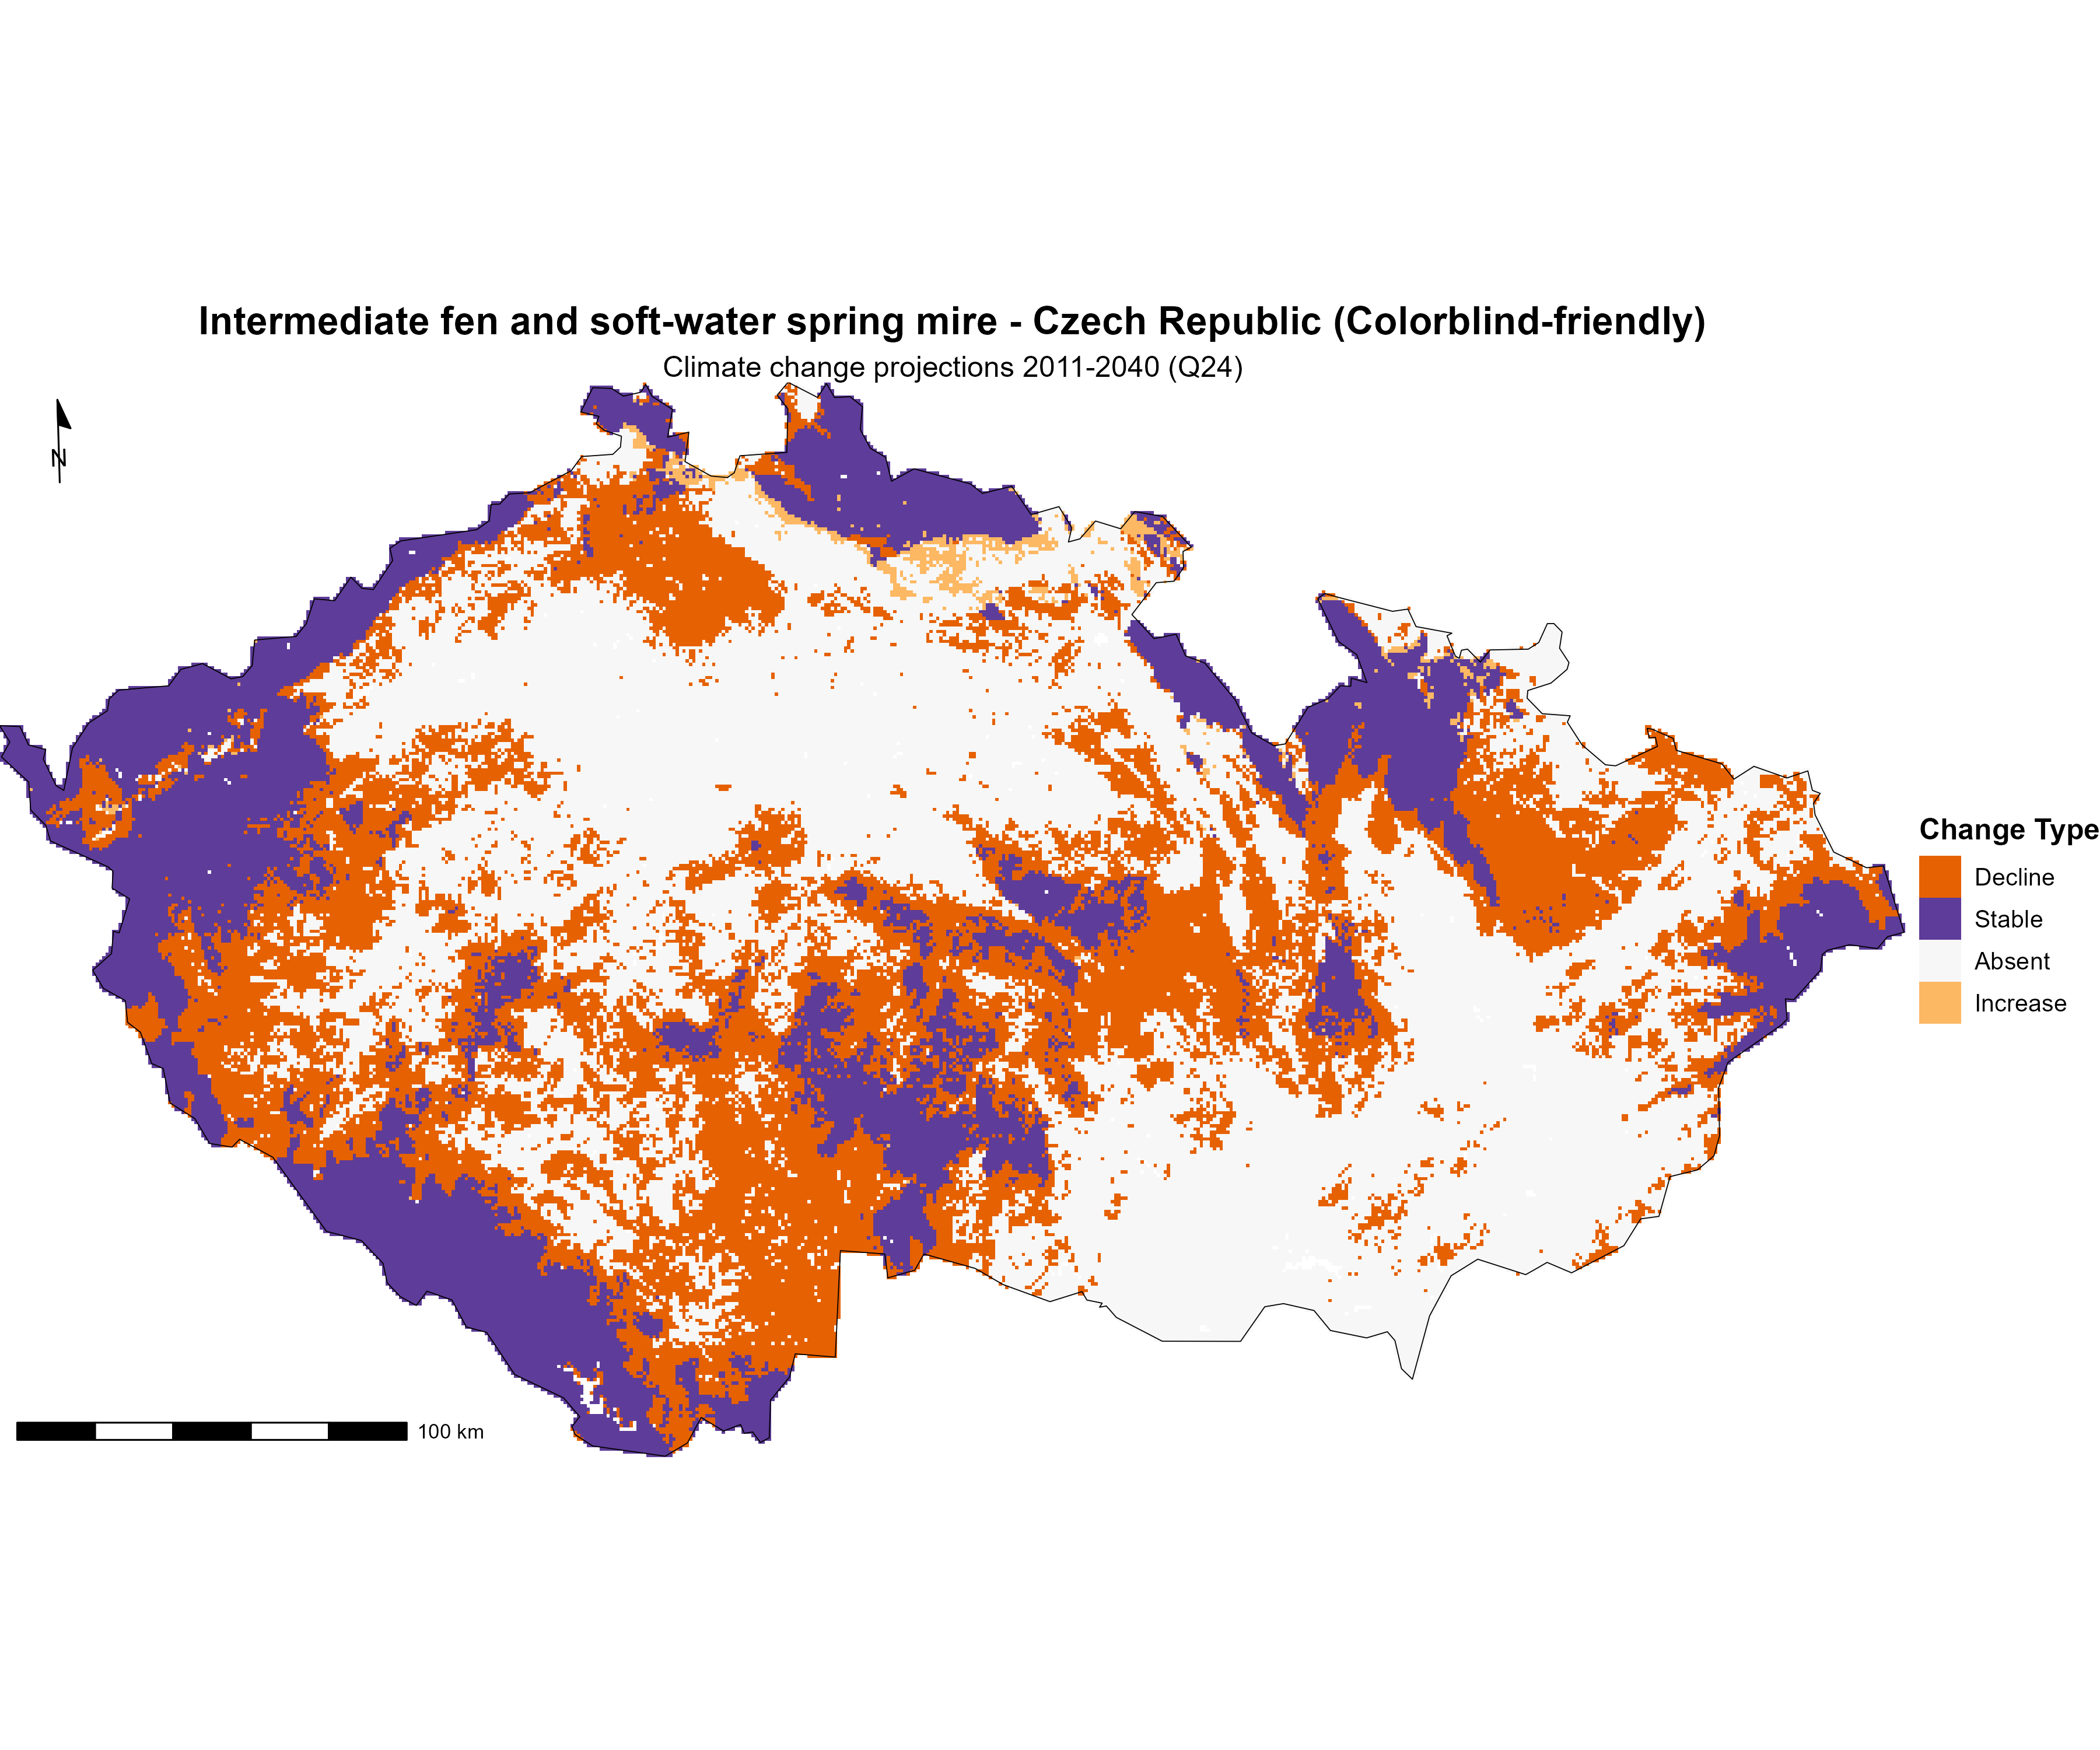 Intermediate fen and soft-water spring mire - Czech Republic (Colorblind-friendly)
Climate change projections 2011-2040 (Q24)
N
Change Type
Decline
Stable
Absent
Increase
100 km